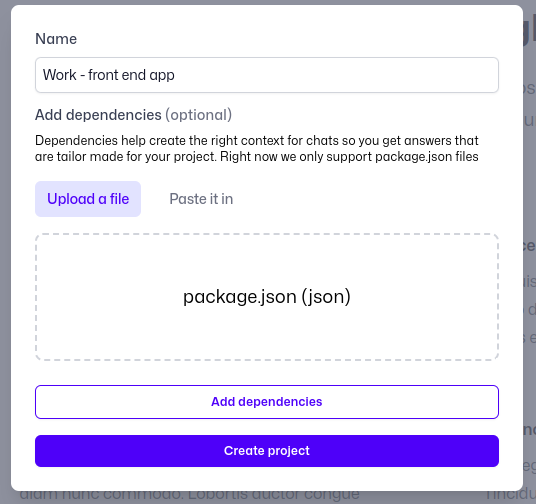 Name
Work - front end app
Add dependencies (optional)
Dependencies help create the right context for chats so you get answers that
are tailor made for your project. Right now we only support package.json files
Upload a file Paste it in
package.json (json)
Add dependencies
Create project
diam nunc commodo. Lobortis auctor congue